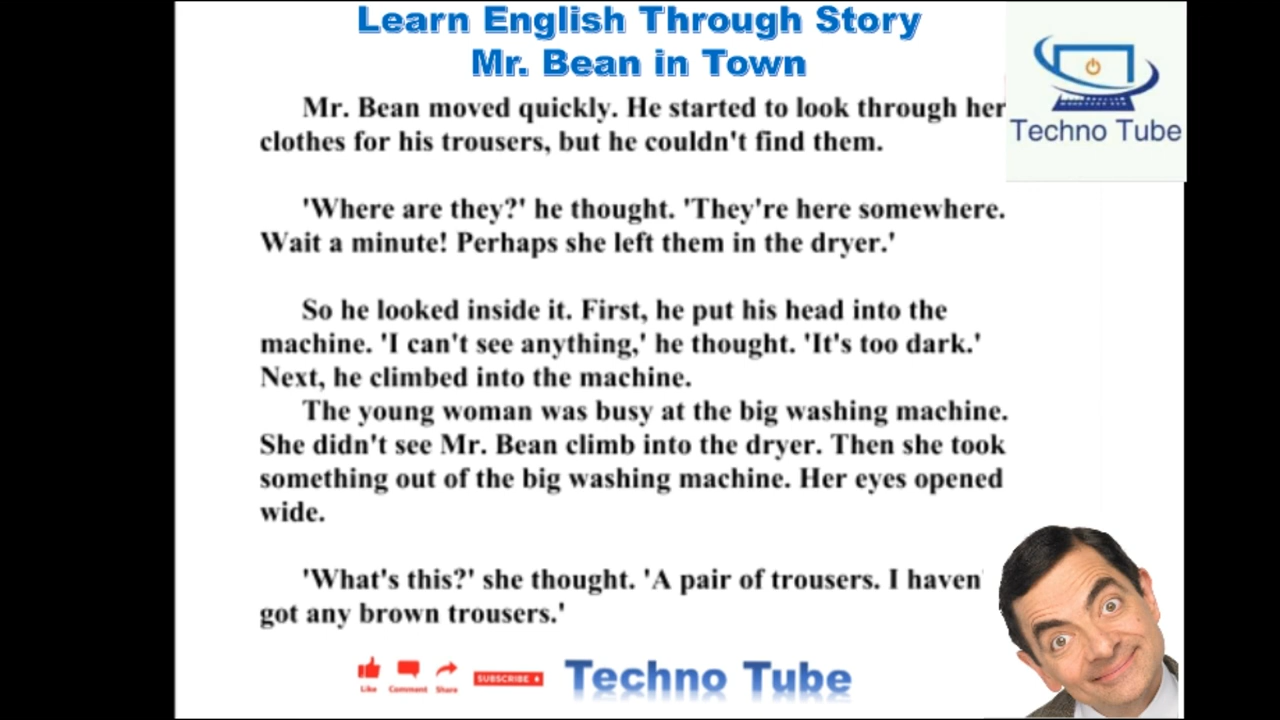 Learn English Through Story
Mr. Bean in Town
Techno Tube
Mr. Bean moved quickly. He started to look through her
clothes for his trousers, but he couldn't find them.
'Where are they?' he thought. 'They're here somewhere.
Wait a minute! Perhaps she left them in the dryer.'
So he looked inside it. First, he put his head into the
machine. 'I can't see anything,' he thought. 'It's too dark.'
Next, he climbed into the machine.
The young woman was busy at the big washing machine.
She didn't see Mr. Bean climb into the dryer. Then she took
something out of the big washing machine. Her eyes opened
wide.
'What's this?' she thought. 'A pair of trousers. I haven'
got any brown trousers.'
Like Comment Share SUBSCRIBE Techno Tube